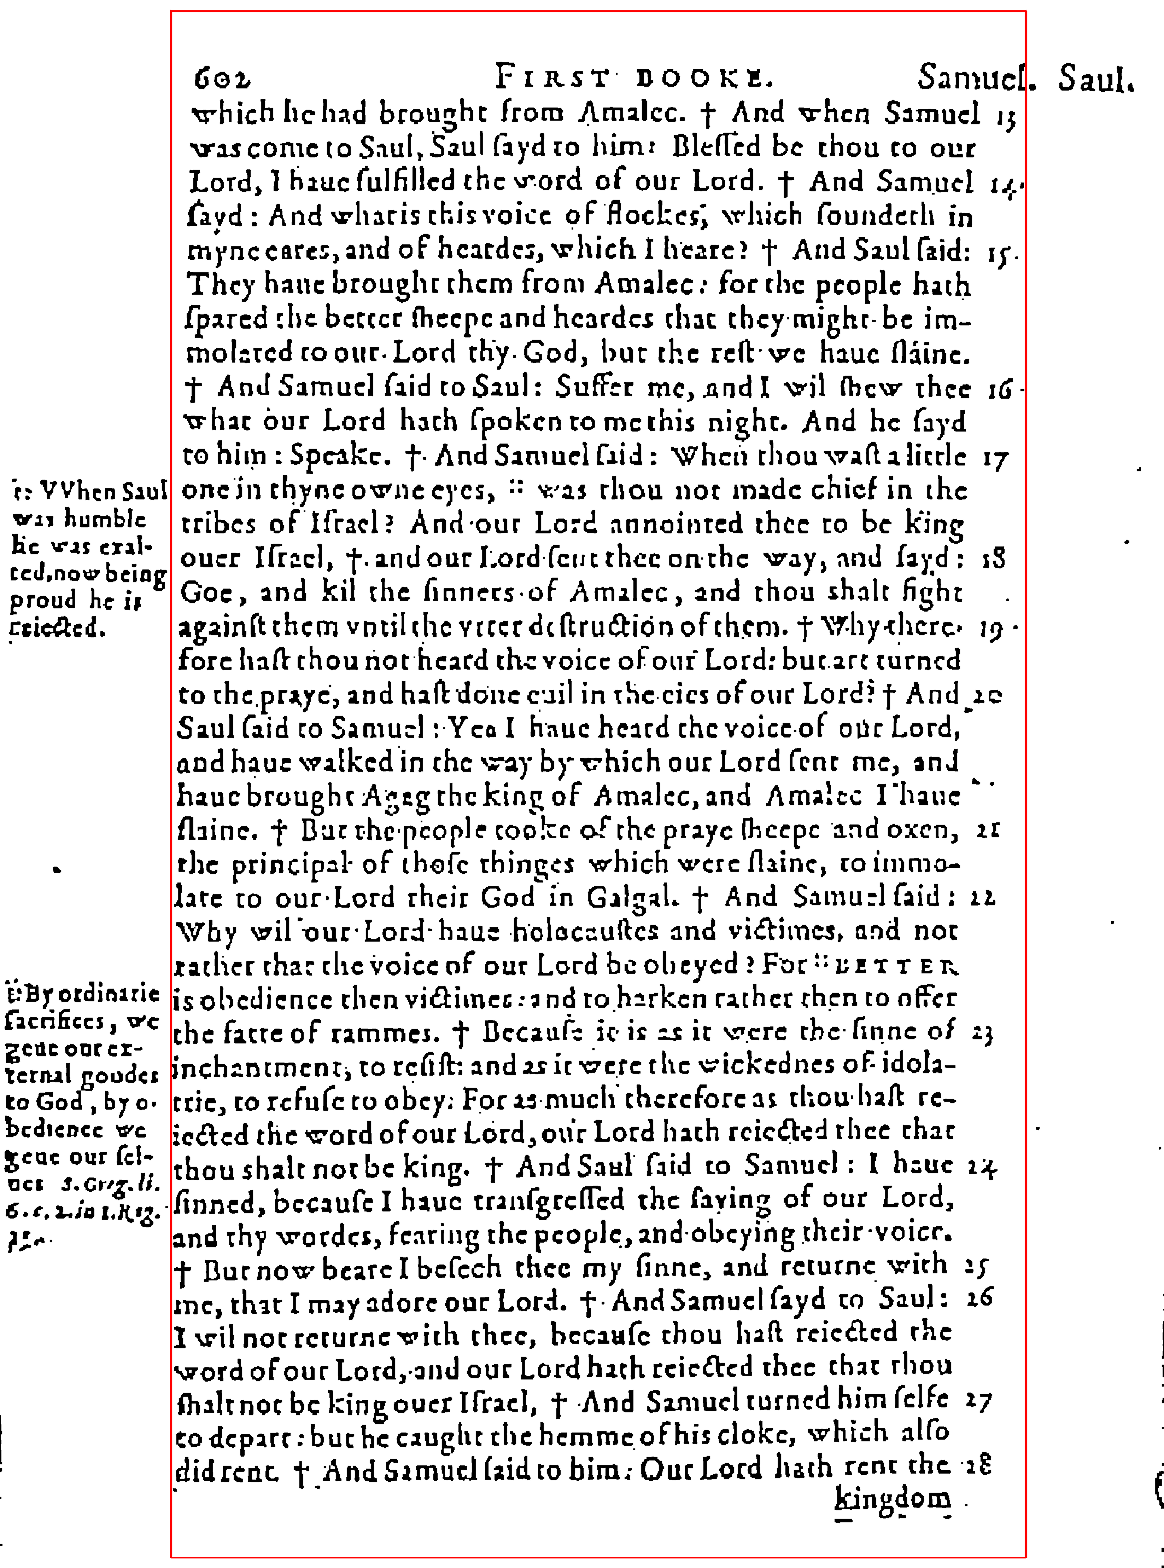 602 FIRST BOOKE. Samuel. Saul.
which he had brought from Amalec. † And when Samuel 13
was come to Saul, Saul ſayd to him: Bleſſed be thou to our
Lord, I haue fulfilled the word of our Lord. † And Samuel 14.
ſayd: And what is this voice of flockes, which ſoundeth in
myne eares, and of heardes, which I heare? † And Saul ſaid: 15.
They haue brought them from Amalec: for the people hath
ſpared the better ſheepe and heardes that they might be im-
molated to our Lord thy God, but the reſt we haue ſlaine.
† And Samuel ſaid to Saul: Suffer me, and I wil ſhew thee 16
what our Lord hath ſpoken to me this night. And he ſayd
to him: Speake. † And Samuel ſaid: When thou waſt a little 17
one in thyne owne eyes, :: was thou not made chief in the
tribes of Iſrael? And our Lord annointed thee to be king
ouer Iſrael, † and our Lord ſent thee on the way, and ſayd: 18
Goe, and kil the ſinners of Amalec, and thou shalt fight
againſt them vntil the vtter deſtruction of them. † Why there- 19
fore haſt thou not heard the voice of our Lord: but art turned
to the praye, and haſt done euil in the eies of our Lord? † And 20
Saul ſaid to Samuel: Yea I haue heard the voice of our Lord,
and haue walked in the way by which our Lord ſent me, and
haue brought Agag the king of Amalec, and Amalec I haue
ſlaine. † But the people tooke of the praye ſheepe and oxen, 21
the principal of thoſe thinges which were ſlaine, to immo-
late to our Lord their God in Galgal. † And Samuel ſaid: 22
Why wil our Lord haue holocauſtes and victimes, and not
rather that the voice of our Lord be obeyed? For :: BETTER
is obedience then victimes: and to harken rather then to offer
the fatte of rammes. † Becauſe it is as it were the ſinne of 23
inchantment, to reſiſt: and as it were the wickednes of idola-
trie, to refuſe to obey. For as much therefore as thou haſt re-
iected the word of our Lord, our Lord hath reiected thee that
thou shalt not be king. † And Saul ſaid to Samuel: I haue 24
ſinned, becauſe I haue tranſgreſſed the ſaying of our Lord,
and thy wordes, fearing the people, and obeying their voice.
† But now beare I beſech thee my ſinne, and returne with 25
me, that I may adore our Lord. † And Samuel ſayd to Saul: 26
I wil not returne with thee, becauſe thou haſt reiected the
word of our Lord, and our Lord hath reiected thee that thou
ſhalt not be king ouer Iſrael, † And Samuel turned him ſelfe 27
to depart: but he caught the hemme of his cloke, which alſo
did rent. † And Samuel ſaid to him: Our Lord hath rent the 28
kingdom
:: VVhen Saul
was humble
he was exal-
ted, now being
proud he is
reiected.
:: By ordinarie
ſacrifices, we
geue our ex-
ternal goodes
to God, by o-
bedience we
geue our ſel-
ues S. Greg. li.
6. c. 2. in 1. Reg.